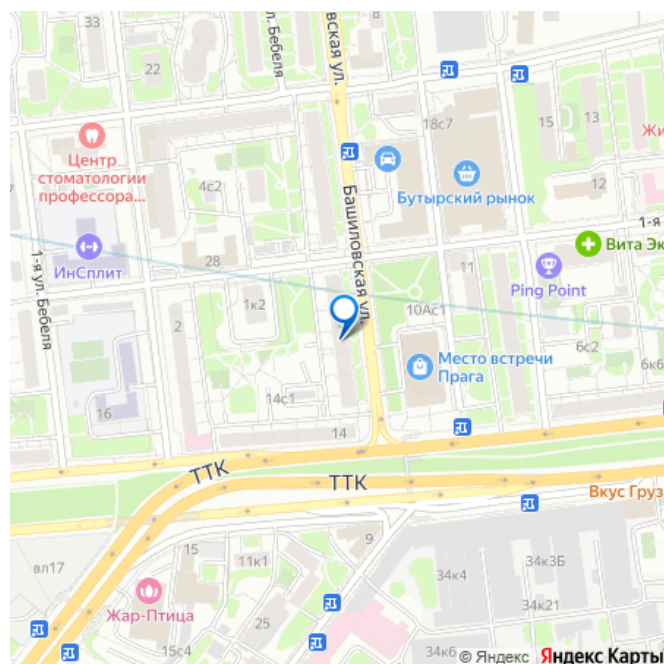 33
ул. Бебеля
22
вская ул.
Центр
стоматологии
профессора...
4с2
18с7
15
13
Жи
Бутырский рынок
12
1-я
Башиловская ул.
Вита Эк
1-я ул. Бебеля
ИнСплит
28
11
Ping Point
1к2
10Ас1
2
6с2
6к6
Место встречи
Прага
14с1
16
14
ТТК
ТТК
Вкус Груз
9
15
вл17
11к1
34к4
34к3Б
Жар-Птица
25
34к21
15с4
34к6
© Яндекс Яндекс Карты